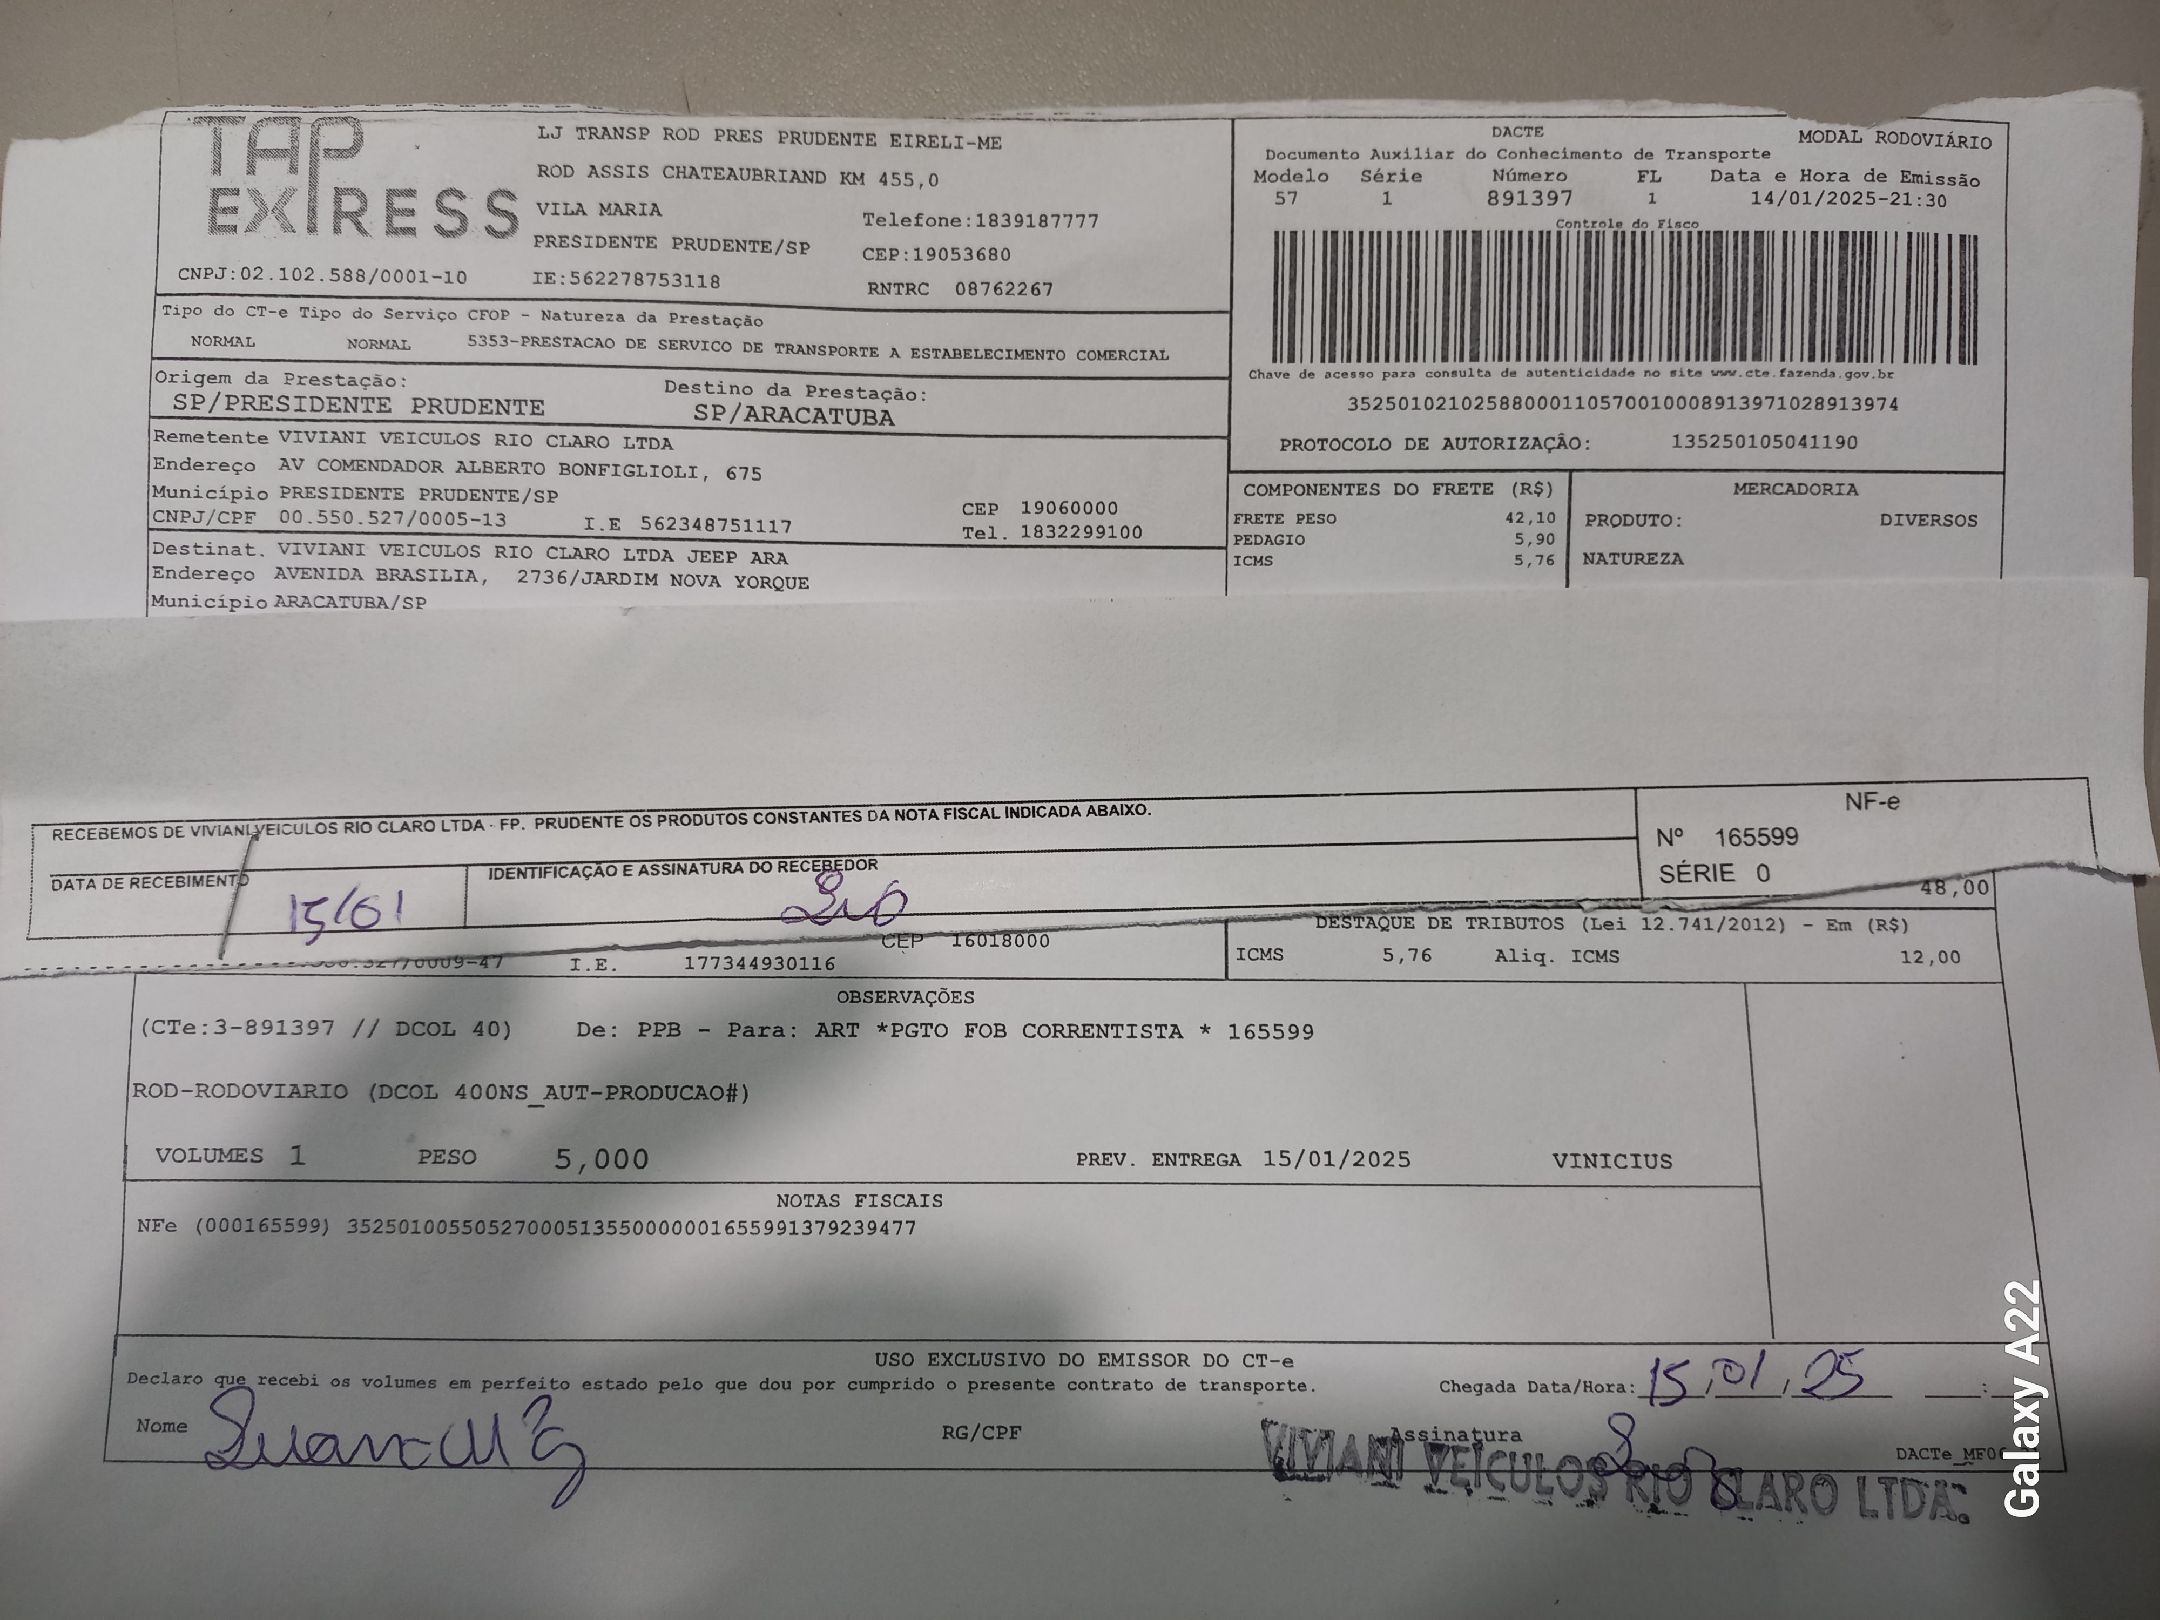 TAP
EXPRESS
LJ TRANSP ROD PRES PRUDENTE EIRELI-ME
ROD ASSIS CHATEAUBRIAND KM 455,0
VILA MARIA
Telefone:1839187777
PRESIDENTE PRUDENTE/SP
CEP:19053680
CNPJ:02.102.588/0001-10
IE:562278753118
RNTRC 08762267
DACTE
MODAL RODOVIÁRIO
Documento Auxiliar do Conhecimento de Transporte
Modelo Série Número FL Data e Hora de Emissão
57 1 891397 1 14/01/2025-21:30
Controle do Fisco
Chave de acesso para consulta de autenticidade no site www.cte.fazenda.gov.br
35250102102588000110570010008913971028913974
PROTOCOLO DE AUTORIZAÇÃO: 135250105041190
Tipo do CT-e Tipo do Serviço CFOP - Natureza da Prestação
NORMAL NORMAL 5353-PRESTACAO DE SERVICO DE TRANSPORTE A ESTABELECIMENTO COMERCIAL
Origem da Prestação: Destino da Prestação:
SP/PRESIDENTE PRUDENTE SP/ARACATUBA
Remetente VIVIANI VEICULOS RIO CLARO LTDA
Endereço AV COMENDADOR ALBERTO BONFIGLIOLI, 675
Município PRESIDENTE PRUDENTE/SP CEP 19060000
CNPJ/CPF 00.550.527/0005-13 I.E 562348751117 Tel. 1832299100
Destinat. VIVIANI VEICULOS RIO CLARO LTDA JEEP ARA
Endereço AVENIDA BRASILIA, 2736/JARDIM NOVA YORQUE
Município ARACATUBA/SP
COMPONENTES DO FRETE (R$)
FRETE PESO 42,10
PEDAGIO 5,90
ICMS 5,76
MERCADORIA
PRODUTO: DIVERSOS
NATUREZA
RECEBEMOS DE VIVIANI VEICULOS RIO CLARO LTDA - FP. PRUDENTE OS PRODUTOS CONSTANTES DA NOTA FISCAL INDICADA ABAIXO.
NF-e
Nº 165599
SÉRIE 0
DATA DE RECEBIMENTO
15/01
IDENTIFICAÇÃO E ASSINATURA DO RECEBEDOR
48,00
CEP 16018000
I.E. 177344930116
DESTAQUE DE TRIBUTOS (Lei 12.741/2012) - Em (R$)
ICMS 5,76 Aliq. ICMS 12,00
OBSERVAÇÕES
(CTe:3-891397 // DCOL 40) De: PPB - Para: ART *PGTO FOB CORRENTISTA * 165599
ROD-RODOVIARIO (DCOL 400NS_AUT-PRODUCAO#)
VOLUMES 1 PESO 5,000 PREV. ENTREGA 15/01/2025 VINICIUS
NOTAS FISCAIS
NFe (000165599) 35250100550527000513550000001655991379239477
USO EXCLUSIVO DO EMISSOR DO CT-e
Declaro que recebi os volumes em perfeito estado pelo que dou por cumprido o presente contrato de transporte.
Chegada Data/Hora: 15/01/25
Nome Luan
RG/CPF
Assinatura
VIVIANI VEÍCULOS RIO CLARO LTDA.
Galaxy A22